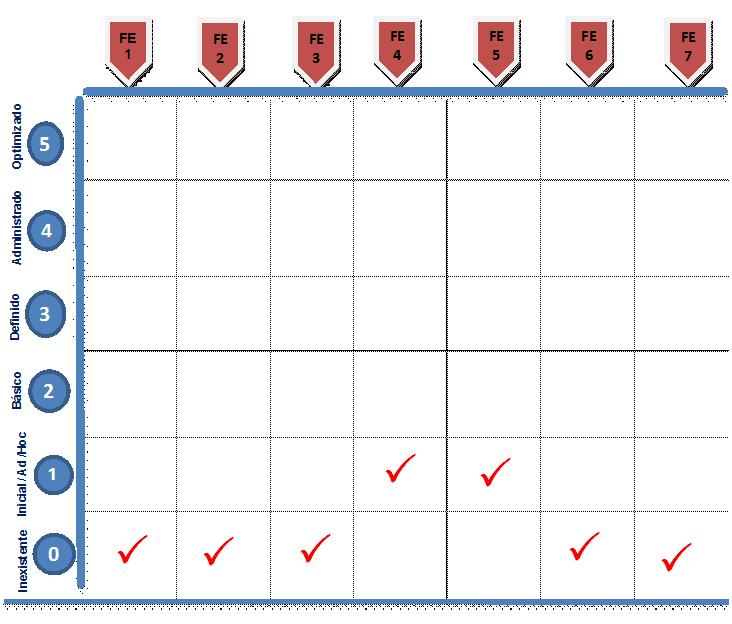 FE
1
FE
2
FE
3
FE
4
FE
5
FE
6
FE
7
Optimizado
5
Administrado
4
Definido
3
Básico
2
Inicial / Ad /Hoc
1
Inexistente
0